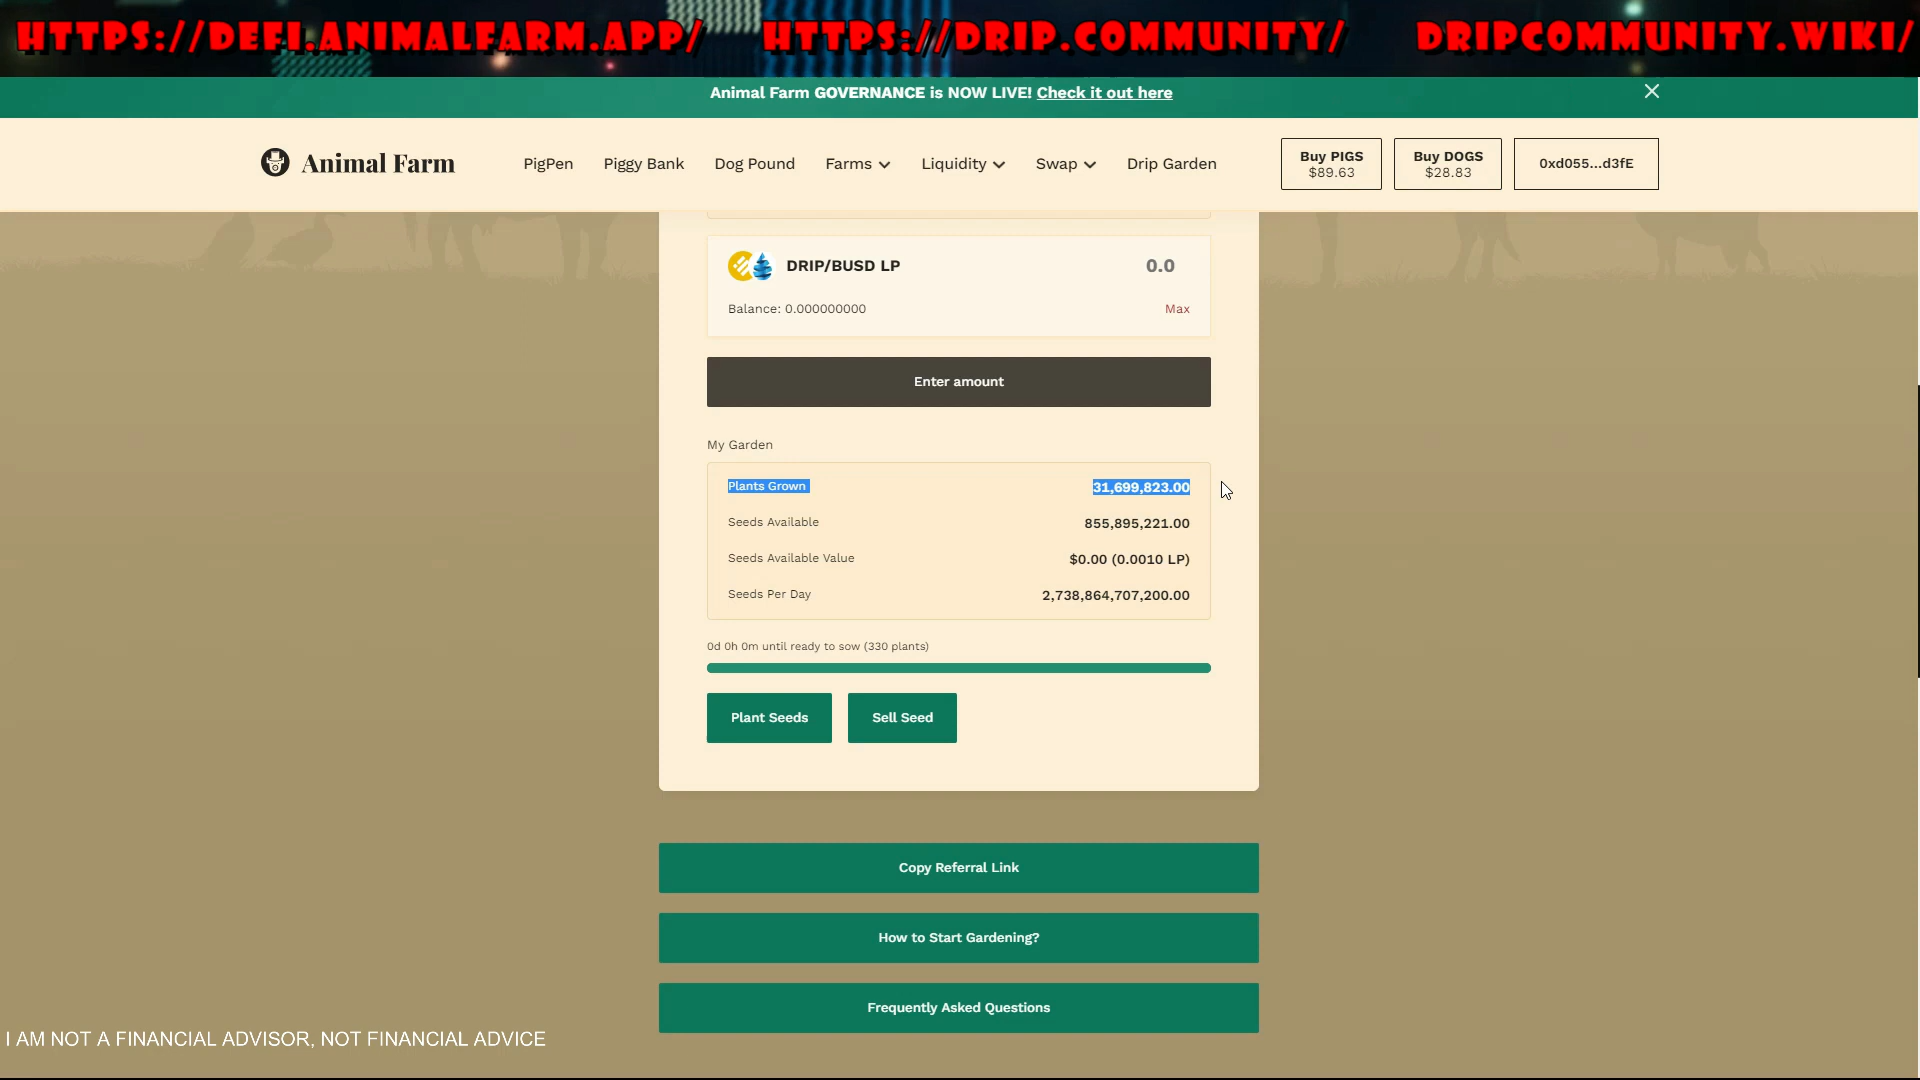 HTTPS://DEFI.ANIMALFARM.APP/ HTTPS://DRIP.COMMUNITY/ DRIPCOMMUNITY.WIKI/
Animal Farm GOVERNANCE is NOW LIVE! Check it out here
Animal Farm PigPen Piggy Bank Dog Pound Farms Liquidity Swap Drip Garden Buy PIGS $89.63 Buy DOGS $28.83 0xd055...d3fE
DRIP/BUSD LP 0.0
Balance: 0.000000000 Max
Enter amount
My Garden
Plants Grown 31,699,823.00
Seeds Available 855,895,221.00
Seeds Available Value $0.00 (0.0010 LP)
Seeds Per Day 2,738,864,707,200.00
0d 0h 0m until ready to sow (330 plants)
Plant Seeds Sell Seed
Copy Referral Link
How to Start Gardening?
Frequently Asked Questions
I AM NOT A FINANCIAL ADVISOR, NOT FINANCIAL ADVICE